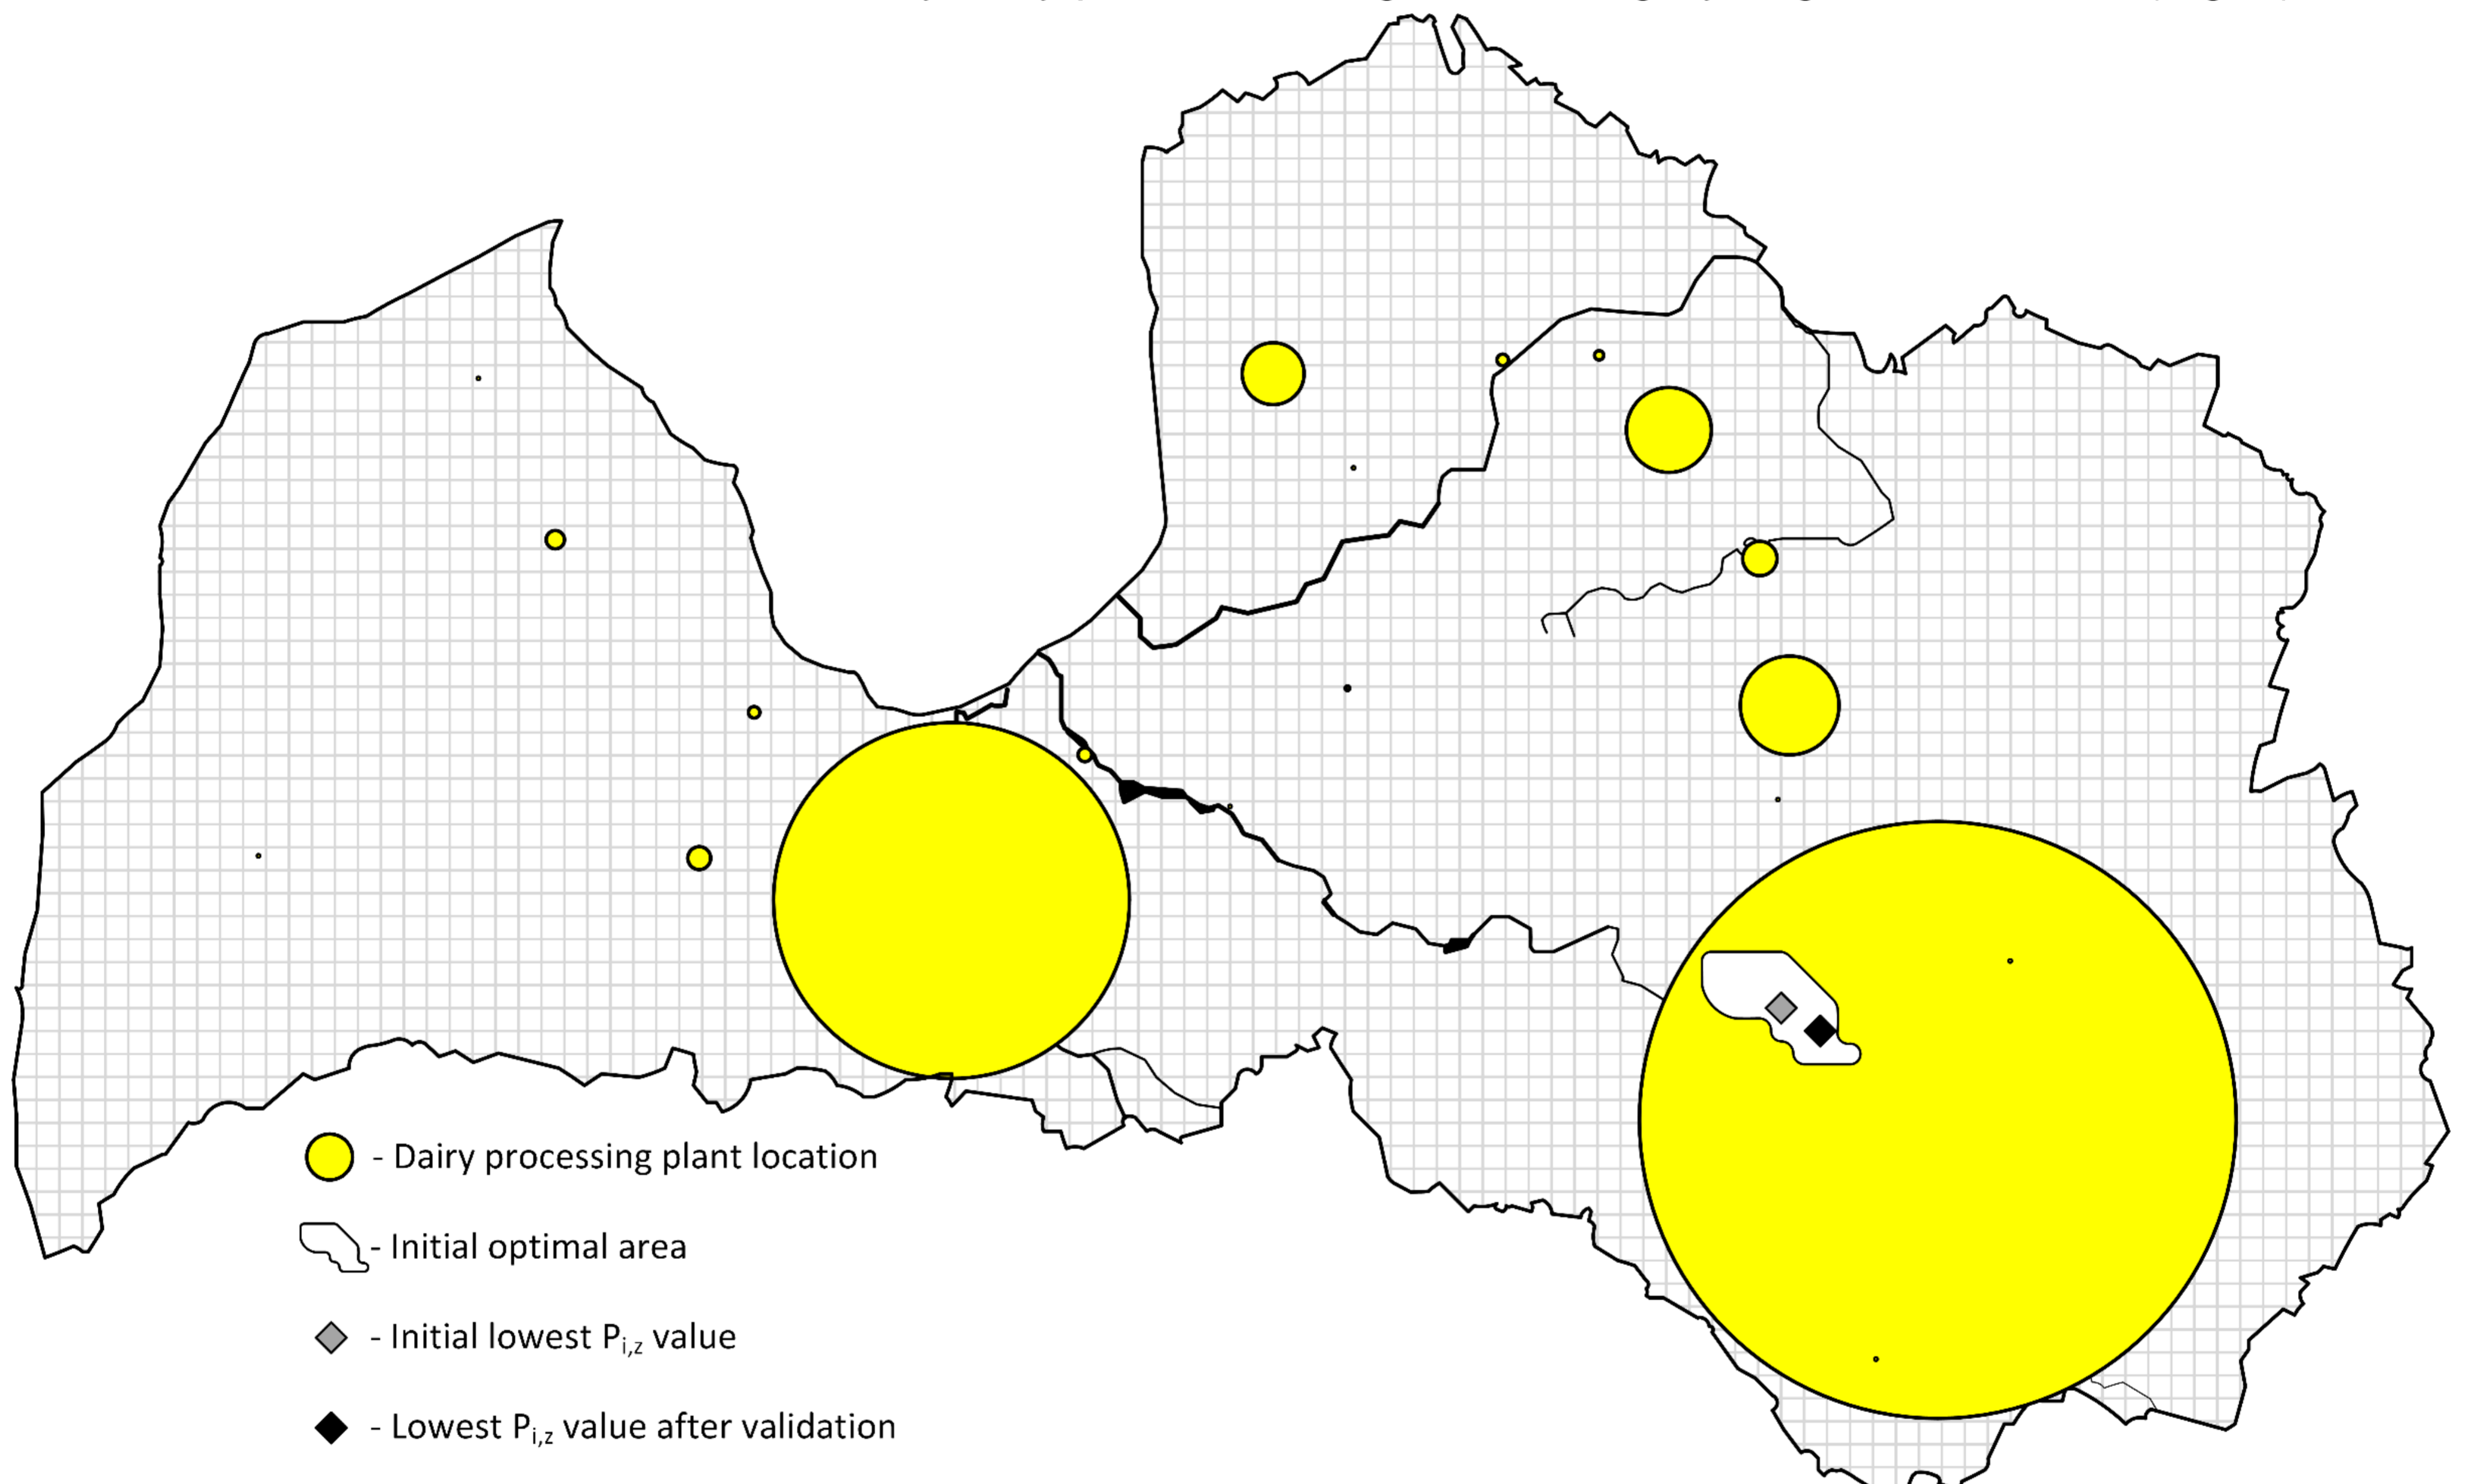 - Dairy processing plant location
- Initial optimal area
- Initial lowest Pi,z value
- Lowest Pi,z value after validation